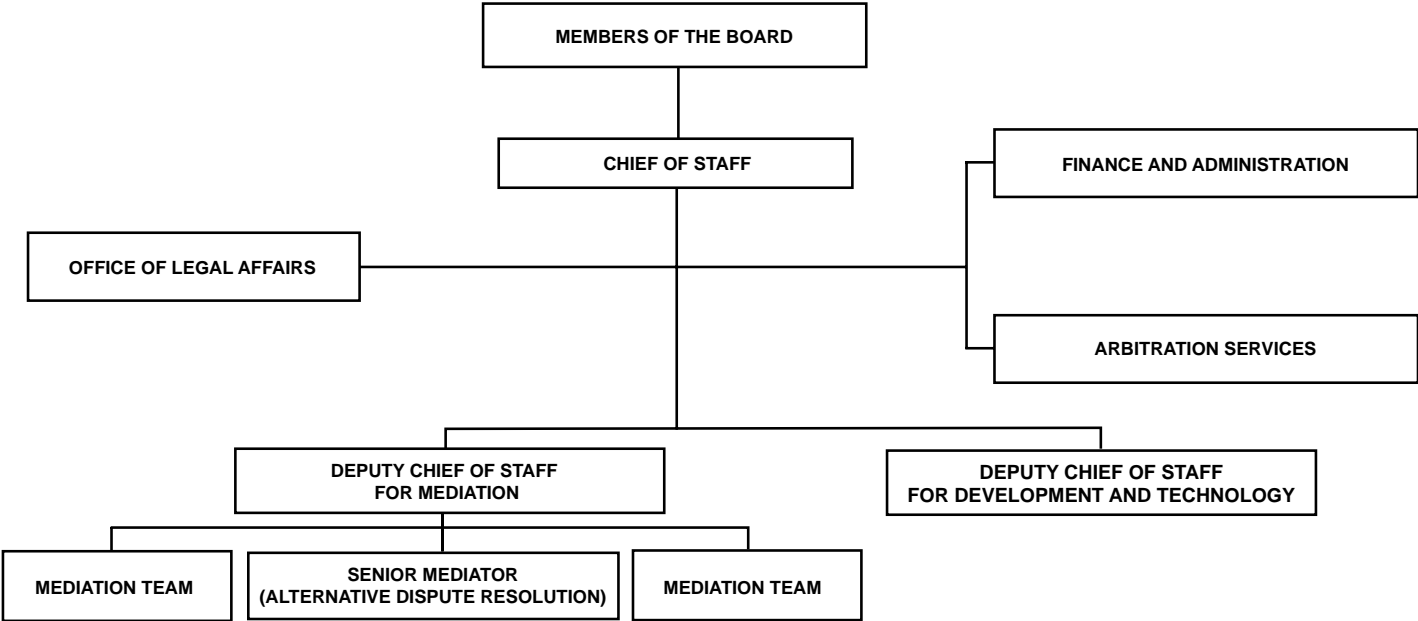 MEMBERS OF THE BOARD
CHIEF OF STAFF
FINANCE AND ADMINISTRATION
OFFICE OF LEGAL AFFAIRS
ARBITRATION SERVICES
DEPUTY CHIEF OF STAFF
FOR MEDIATION
DEPUTY CHIEF OF STAFF
FOR DEVELOPMENT AND TECHNOLOGY
MEDIATION TEAM
SENIOR MEDIATOR
(ALTERNATIVE DISPUTE RESOLUTION)
MEDIATION TEAM